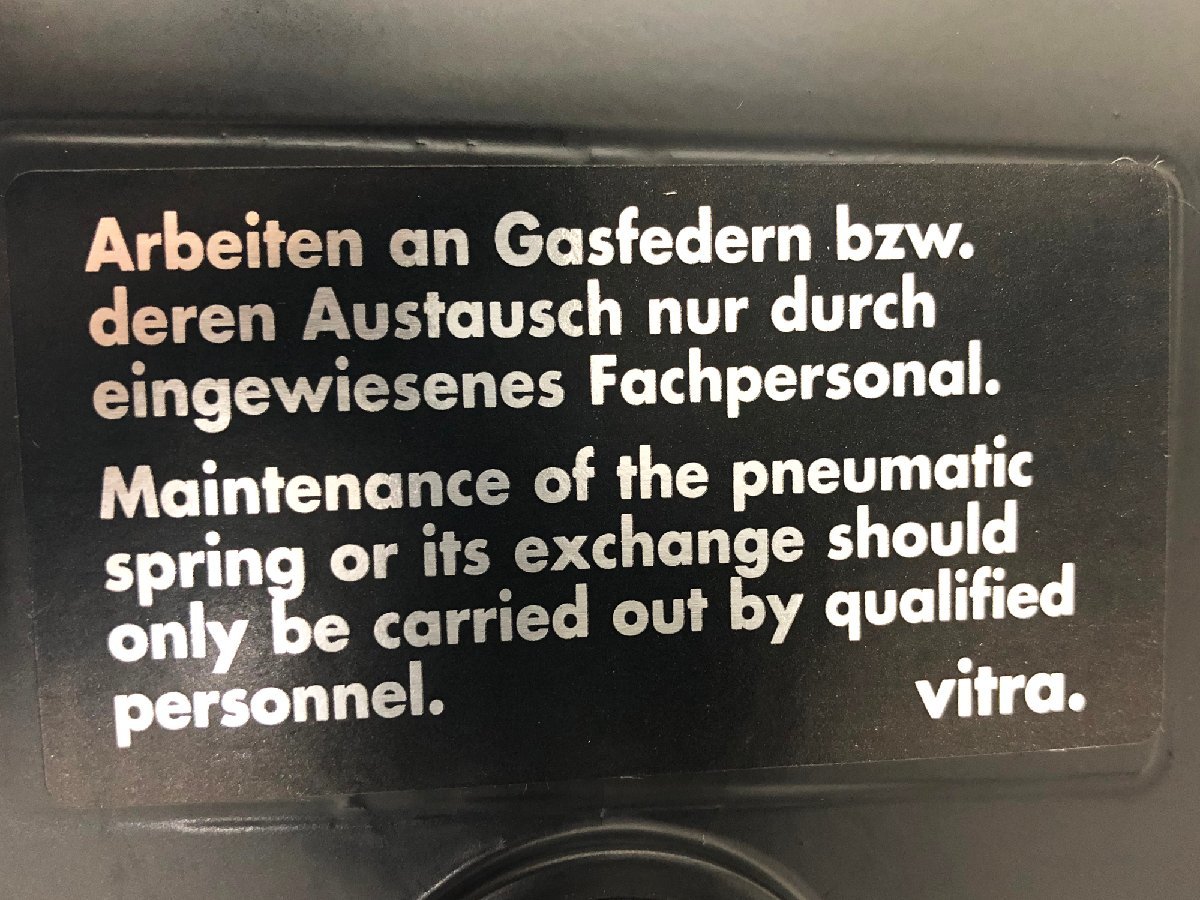 Arbeiten an Gasfedern bzw.
deren Austausch nur durch
eingewiesenes Fachpersonal.
Maintenance of the pneumatic
spring or its exchange should
only be carried out by qualified
personnel. vitra.